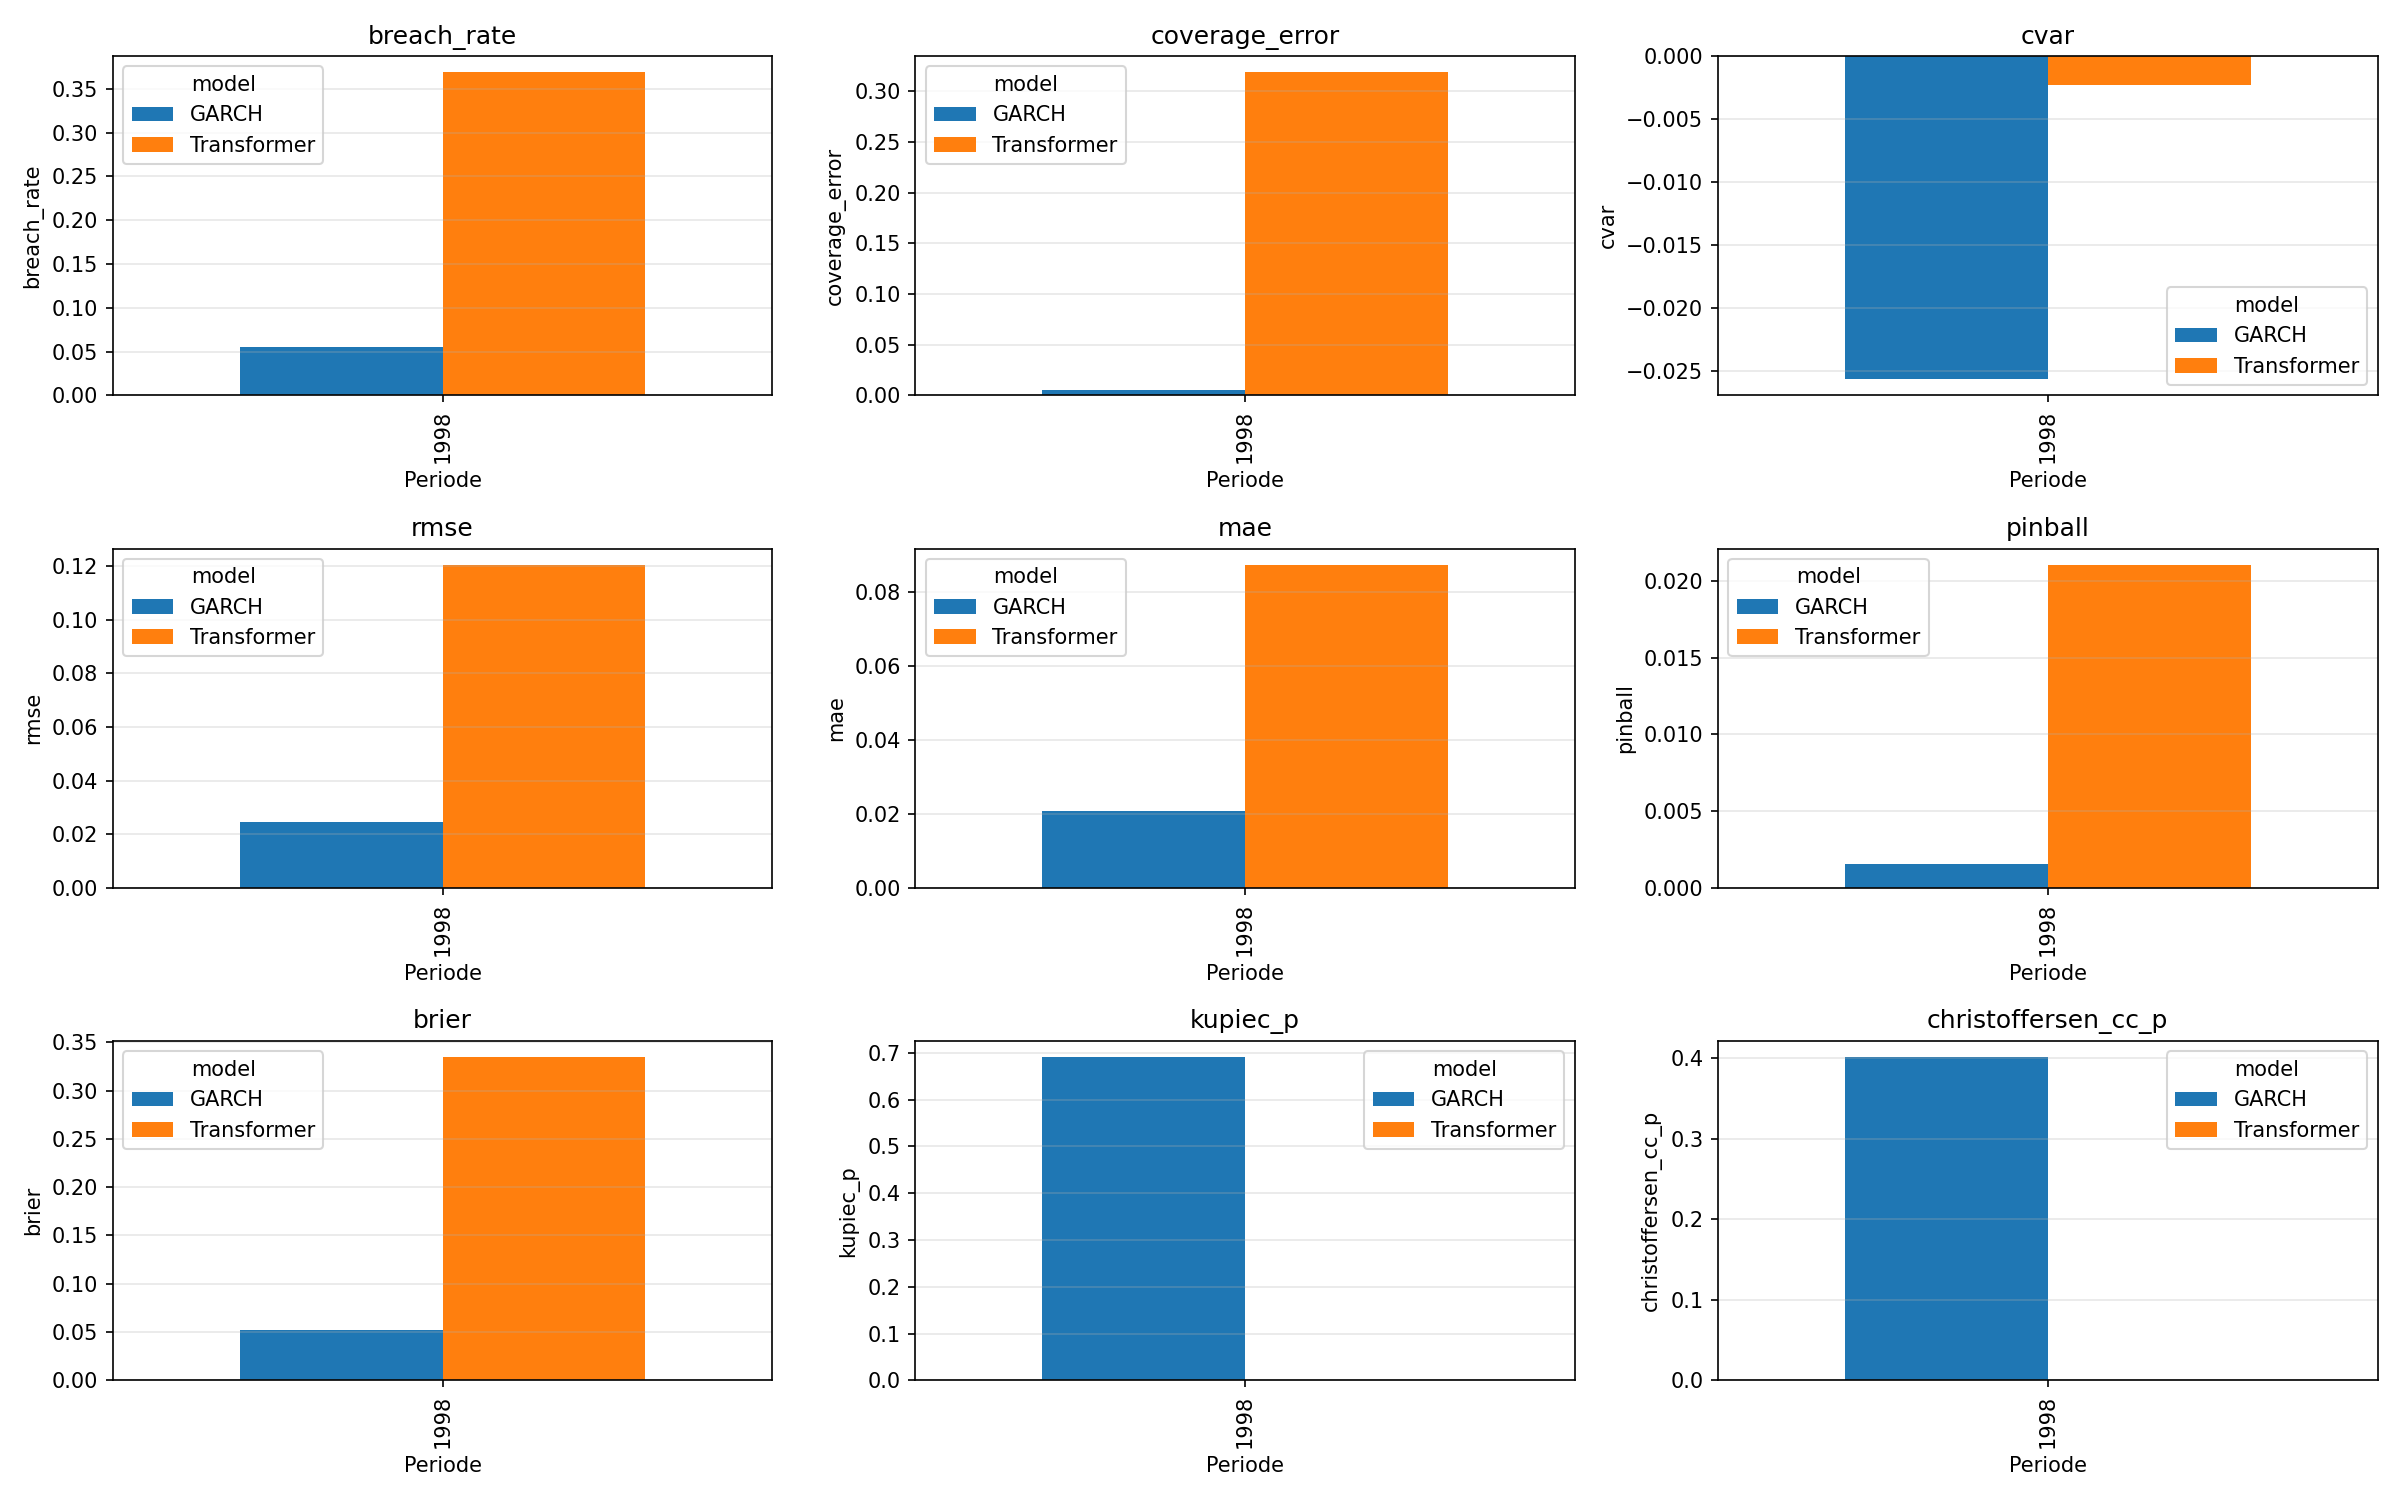 breach_rate
model
GARCH
Transformer
0.35
0.30
0.25
0.20
0.15
0.10
0.05
0.00
breach_rate
1998
Periode
coverage_error
model
GARCH
Transformer
0.30
0.25
0.20
0.15
0.10
0.05
0.00
coverage_error
1998
Periode
cvar
0.000
−0.005
−0.010
−0.015
−0.020
−0.025
cvar
model
GARCH
Transformer
1998
Periode
rmse
model
GARCH
Transformer
0.12
0.10
0.08
0.06
0.04
0.02
0.00
rmse
1998
Periode
mae
model
GARCH
Transformer
0.08
0.06
0.04
0.02
0.00
mae
1998
Periode
pinball
model
GARCH
Transformer
0.020
0.015
0.010
0.005
0.000
pinball
1998
Periode
brier
model
GARCH
Transformer
0.35
0.30
0.25
0.20
0.15
0.10
0.05
0.00
brier
1998
Periode
kupiec_p
model
GARCH
Transformer
0.7
0.6
0.5
0.4
0.3
0.2
0.1
0.0
kupiec_p
1998
Periode
christoffersen_cc_p
model
GARCH
Transformer
0.4
0.3
0.2
0.1
0.0
christoffersen_cc_p
1998
Periode